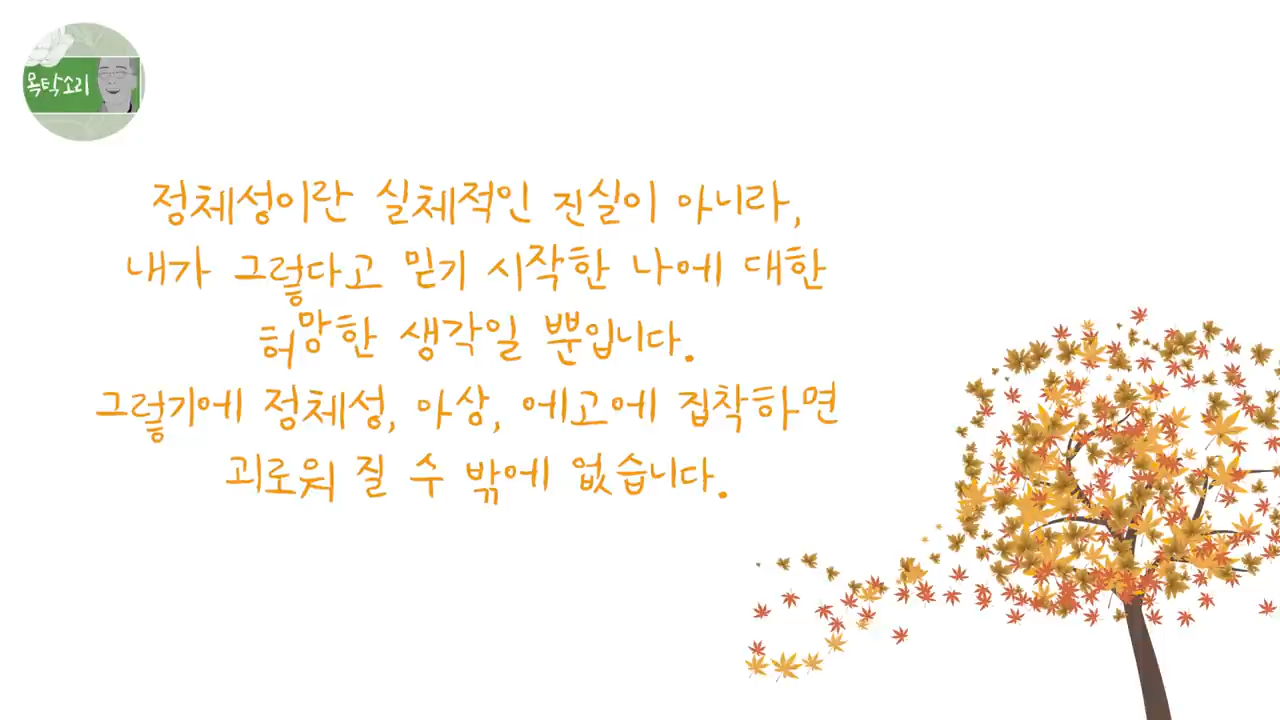 목탁소리
정체성이란 실체적인 진실이 아니라,
내가 그렇다고 믿기 시작한 나에 대한
허망한 생각일 뿐입니다.
그렇기에 정체성, 아상, 에고에 집착하면
괴로워 질 수 밖에 없습니다.